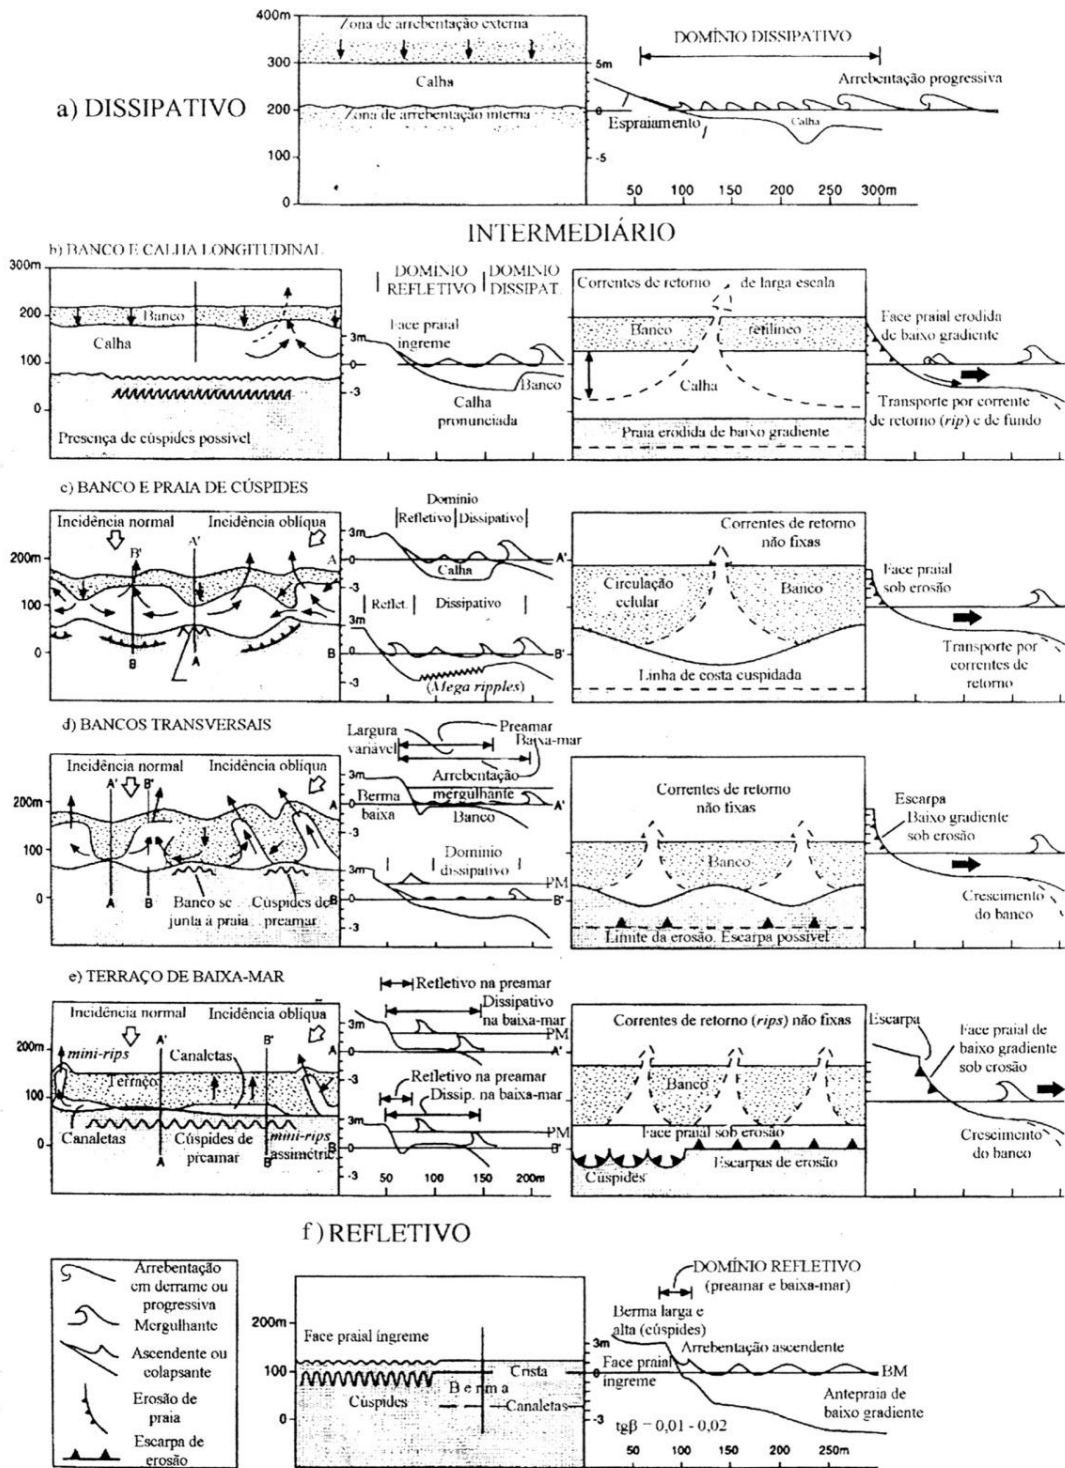 400m
300
200
100
0
Zona de arrebentação externa
Calha
Zona de arrebentação interna
a) DISSIPATIVO
DOMÍNIO DISSIPATIVO
5m
0
-5
Arrebentação progressiva
Espraiamento
Calha
50 100 150 200 250 300m
INTERMEDIÁRIO
b) BANCO E CALHA LONGITUDINAL
300m
200
100
0
Banco
Calha
Presença de cúspides possível
DOMÍNIO REFLETIVO
DOMÍNIO DISSIPAT.
3m
0
-3
Face praial
íngreme
Banco
Calha
pronunciada
Correntes de retorno de larga escala
Banco retilíneo
Calha
Praia erodida de baixo gradiente
Face praial erodida
de baixo gradiente
Transporte por corrente
de retorno (rip) e de fundo
c) BANCO E PRAIA DE CÚSPIDES
Incidência normal
Incidência oblíqua
200m
100
0
A'
B'
B
A
Domínio
Refletivo Dissipativo
3m
0
A
A'
Calha
Reflet. Dissipativo
3m
0
-3
B
B'
(Mega ripples)
Correntes de retorno
não fixas
Circulação
celular
Banco
Linha de costa cuspidada
Face praial
sob erosão
Transporte por
correntes de
retorno
d) BANCOS TRANSVERSAIS
Incidência normal
Incidência oblíqua
200m
100
0
A' B'
A B
Banco se
junta à praia
Cúspides de
preamar
Largura
variável
Preamar
Baixa-mar
3m
0
-3
A
A'
Arrebentação
mergulhante
Berma
baixa
Banco
Domínio
dissipativo
3m
0
-3
PM
B
B'
Correntes de retorno
não fixas
Banco
Limite da erosão. Escarpa possível
Escarpa
Baixo gradiente
sob erosão
Crescimento
do banco
e) TERRAÇO DE BAIXA-MAR
Incidência normal
Incidência oblíqua
200m
100
0
mini-rips
A'
B'
Canaletas
Terraço
Canaletas
Cúspides de
preamar
mini-rips
assimétric
A
B
Refletivo na preamar
Dissipativo
na baixa-mar
3m
0
-3
PM
A
A'
Refletivo na preamar
Dissip. na baixa-mar
3m
0
-3
PM
B
B'
50 100 150 200m
Correntes de retorno (rips) não fixas
Banco
Face praial sob erosão
Escarpas de erosão
Cúspides
Escarpa
Face praial de
baixo gradiente
sob erosão
Crescimento
do banco
f) REFLETIVO
Arrebentação
em derrame ou
progressiva
Mergulhante
Ascendente ou
colapsante
Erosão de
praia
Escarpa de
erosão
200m
100
0
Face praial íngreme
Crista
Berma
Cúspides
Canaletas
DOMÍNIO REFLETIVO
(preamar e baixa-mar)
Berma larga e
alta (cúspides)
3m
0
-3
Arrebentação ascendente
Face praial
íngreme
BM
Antepraia de
baixo gradiente
tgβ = 0,01 - 0,02
50 100 150 200 250m